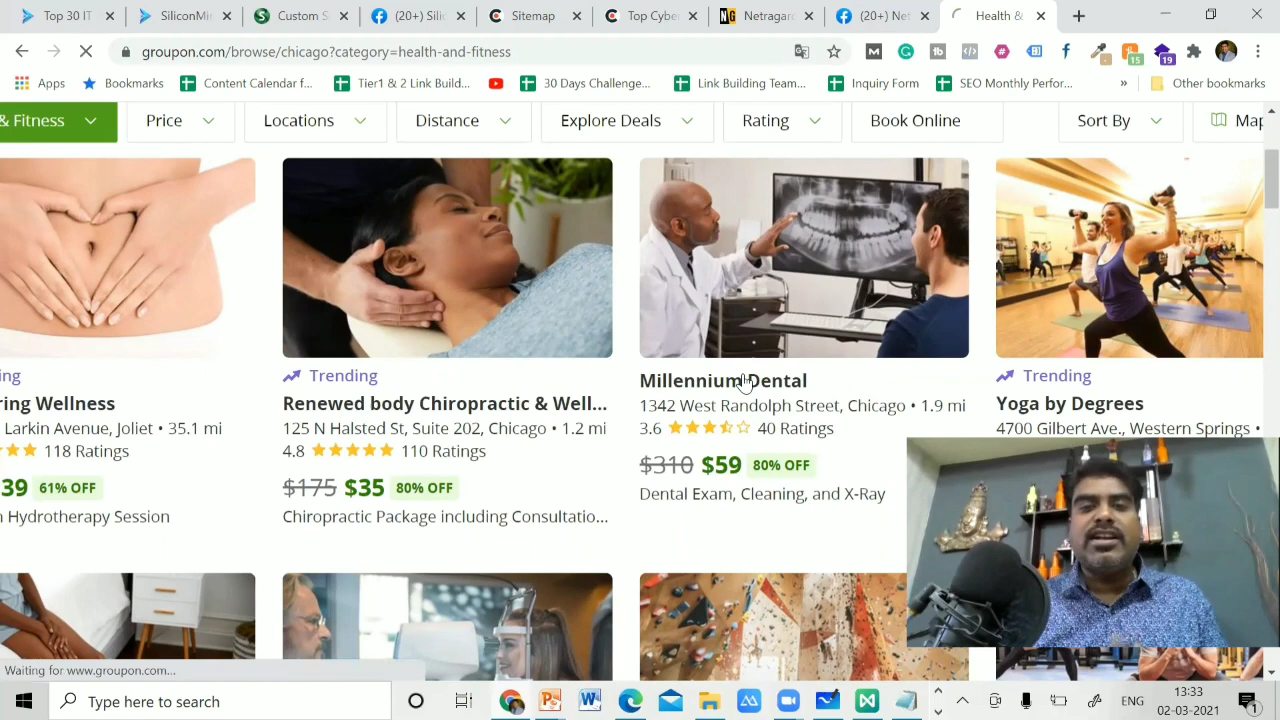 Top 30 IT
SiliconMi
Custom S
(20+) Sili
Sitemap
Top Cybe
Netragar
(20+) Net
Health &
groupon.com/browse/chicago?category=health-and-fitness
Apps
Bookmarks
Content Calendar f...
Tier1 & 2 Link Build...
30 Days Challenge...
Link Building Team...
Inquiry Form
SEO Monthly Perfor...
»
Other bookmarks
& Fitness
Price
Locations
Distance
Explore Deals
Rating
Book Online
Sort By
Map
ing
ring Wellness
Larkin Avenue, Joliet • 35.1 mi
118 Ratings
39 61% OFF
n Hydrotherapy Session
Trending
Renewed body Chiropractic & Well...
125 N Halsted St, Suite 202, Chicago • 1.2 mi
4.8 110 Ratings
$175 $35 80% OFF
Chiropractic Package including Consultatio...
Millennium Dental
1342 West Randolph Street, Chicago • 1.9 mi
3.6 40 Ratings
$310 $59 80% OFF
Dental Exam, Cleaning, and X-Ray
Trending
Yoga by Degrees
4700 Gilbert Ave., Western Springs •
Waiting for www.groupon.com...
Type here to search
ENG
13:33
02-03-2021
15
19
1